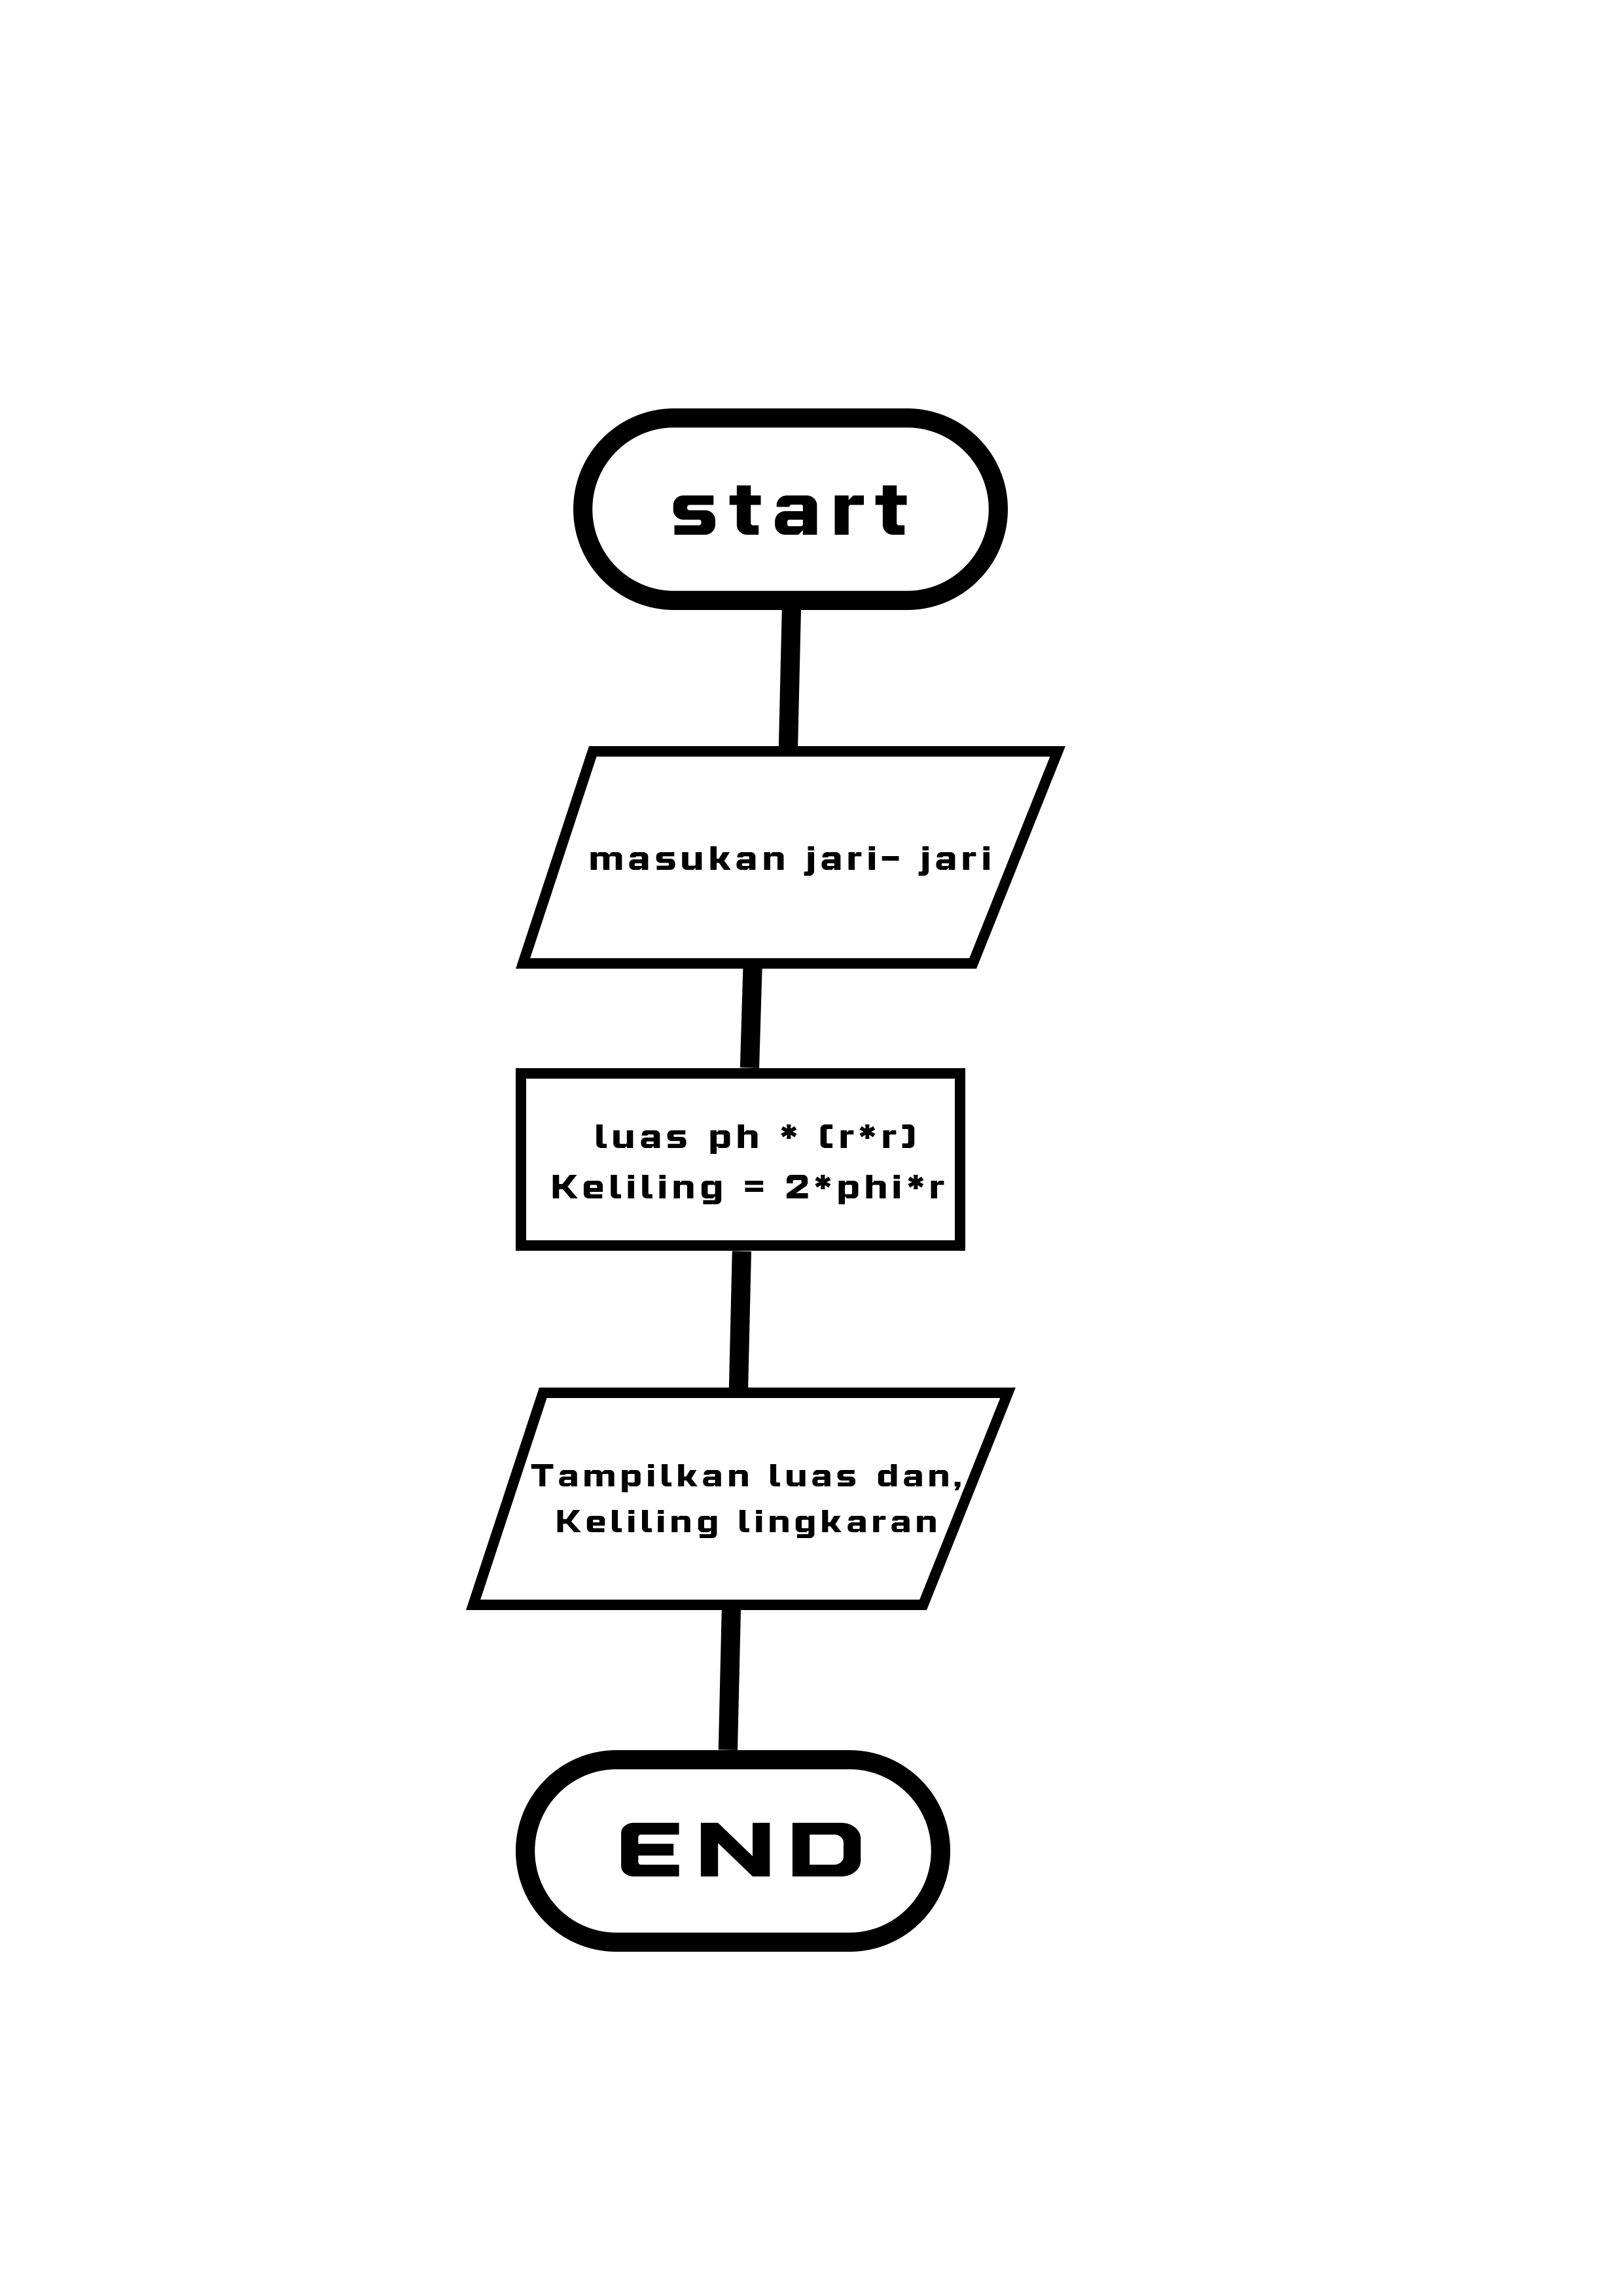 start
masukan jari- jari
luas ph * (r*r)
Keliling = 2*phi*r
Tampilkan luas dan,
Keliling lingkaran
END